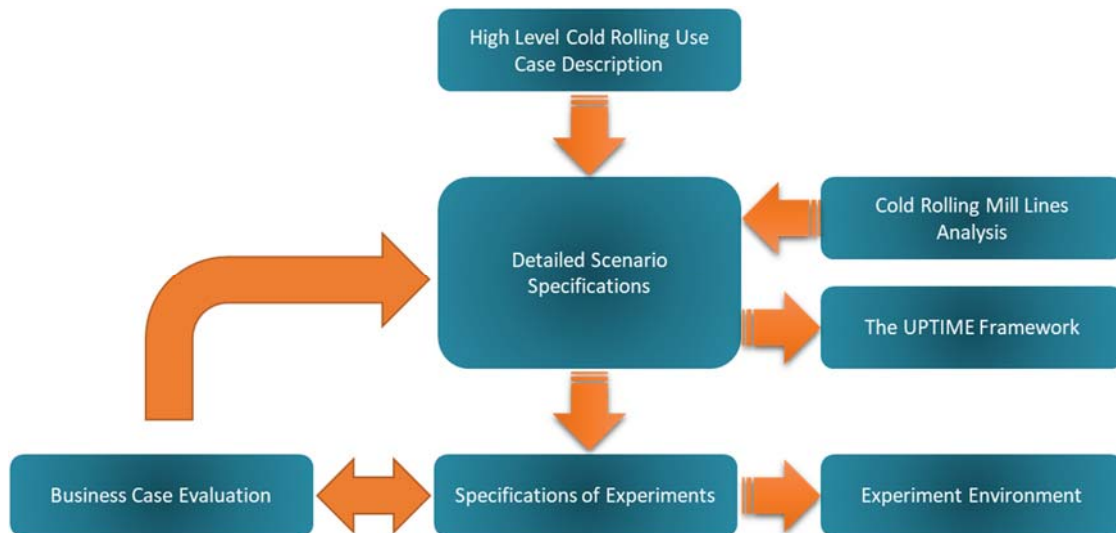 High Level Cold Rolling Use
Case Description
Cold Rolling Mill Lines
Analysis
Detailed Scenario
Specifications
The UPTIME Framework
Business Case Evaluation
Specifications of Experiments
Experiment Environment